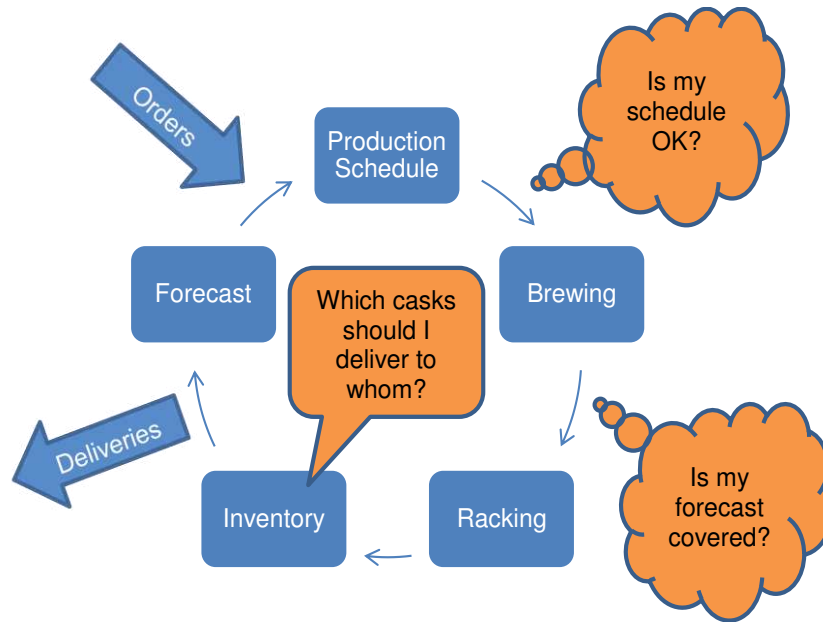 Orders
Production
Schedule
Is my
schedule
OK?
Forecast
Which casks
should I
deliver to
whom?
Brewing
Deliveries
Inventory
Racking
Is my
forecast
covered?